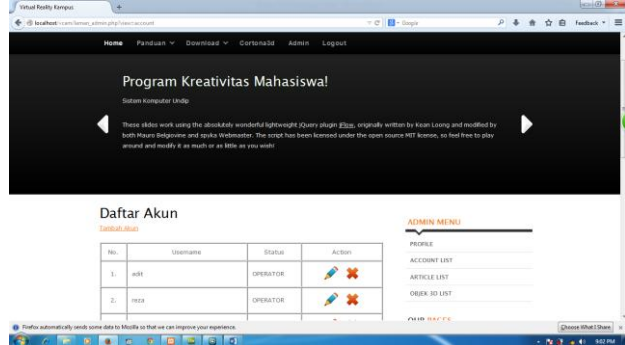 Virtual Reality Kampus
localhost/vcam/laman_admin.php?view=account
Google
Feedback
Home Panduan Download Cortona3d Admin Logout
Program Kreativitas Mahasiswa!
Sistem Komputer Undip
These slides work using the absolutely wonderful lightweight jQuery plugin jFlow, originally written by Kean Loong and modified by
both Mauro Belgiovine and spyka Webmaster. The script has been licensed under the open source MIT license, so feel free to play
around and modify it as much or as little as you wish!
Daftar Akun
Tambah Akun
No. Username Status Action
1. adit OPERATOR
2. reza OPERATOR
ADMIN MENU
PROFILE
ACCOUNT LIST
ARTICLE LIST
OBJEK 3D LIST
OUR PAGES
Firefox automatically sends some data to Mozilla so that we can improve your experience.
Choose What I Share
9:02 PM